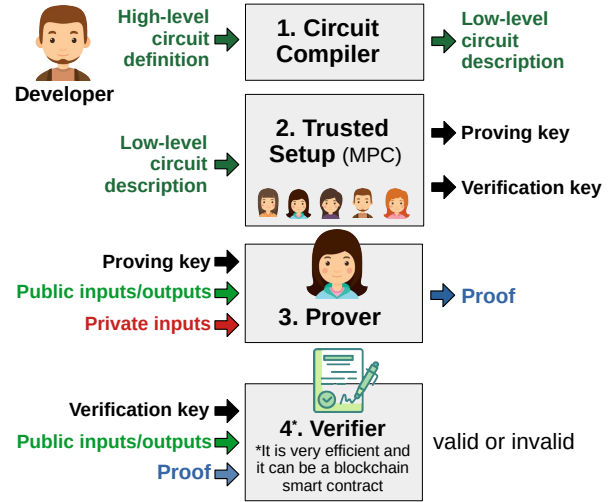 High-level
circuit
definition
1. Circuit
Compiler
Low-level
circuit
description
Developer
Low-level
circuit
description
2. Trusted
Setup (MPC)
Proving key
Verification key
Proving key
Public inputs/outputs
Private inputs
3. Prover
Proof
Verification key
Public inputs/outputs
Proof
4*. Verifier
*It is very efficient and
it can be a blockchain
smart contract
valid or invalid